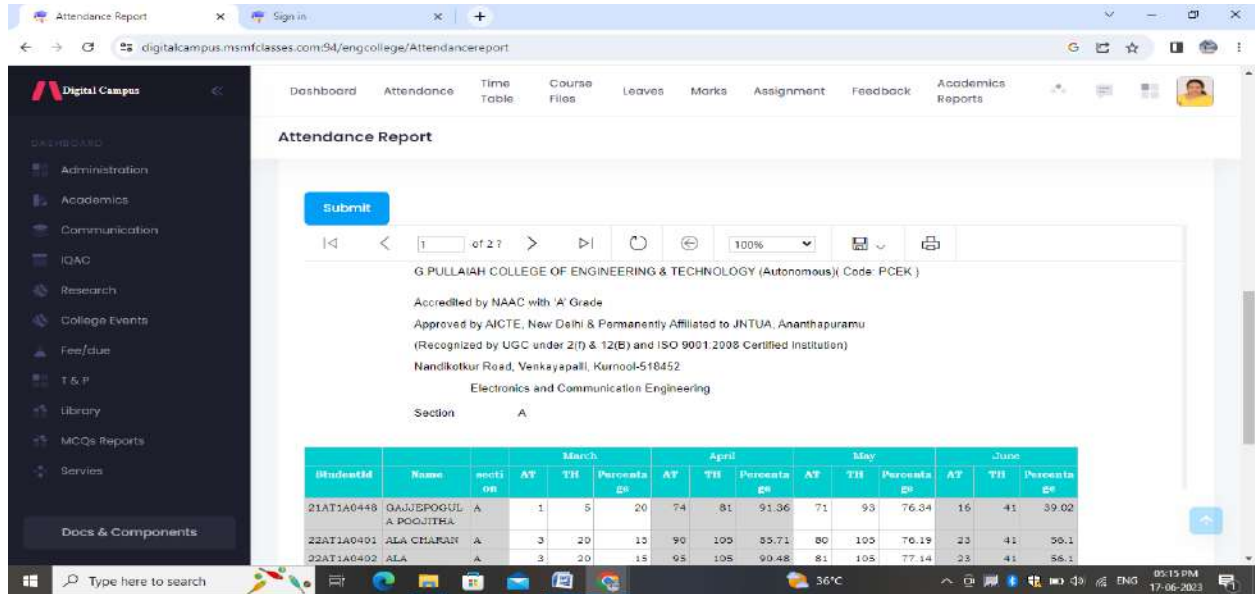 Attendance Report
Sign in
digitalcampus.msmfclasses.com:94/engcollege/Attendancereport
G
Digital Campus
Dashboard Attendance Time Table Course Files Leaves Marks Assignment Feedback Academics Reports
Attendance Report
DASHBOARD
Administration
Academics
Communication
IQAC
Research
College Events
Fee/due
T & P
Library
MCQs Reports
Servies
Docs & Components
Submit
1 of 2 ? 100%
G PULLAIAH COLLEGE OF ENGINEERING & TECHNOLOGY (Autonomous)( Code: PCEK )
Accredited by NAAC with 'A' Grade
Approved by AICTE, New Delhi & Permanently Affiliated to JNTUA, Ananthapuramu
(Recognized by UGC under 2(f) & 12(B) and ISO 9001:2008 Certified Institution)
Nandikotkur Road, Venkayapalli, Kurnool-518452
Electronics and Communication Engineering
Section A
March April May June
StudentId Name secti on AT TH Percenta ge AT TH Percenta ge AT TH Percenta ge AT TH Percenta ge
21AT1A0448 GAJJEPOGUL A POOJITHA A 1 5 20 74 81 91.36 71 93 76.34 16 41 39.02
22AT1A0401 ALA CHARAN A 3 20 15 90 105 85.71 80 105 76.19 23 41 56.1
22AT1A0402 ALA A 3 20 15 95 105 90.48 81 105 77.14 23 41 56.1
Type here to search
36°C
ENG
05:15 PM
17-06-2023